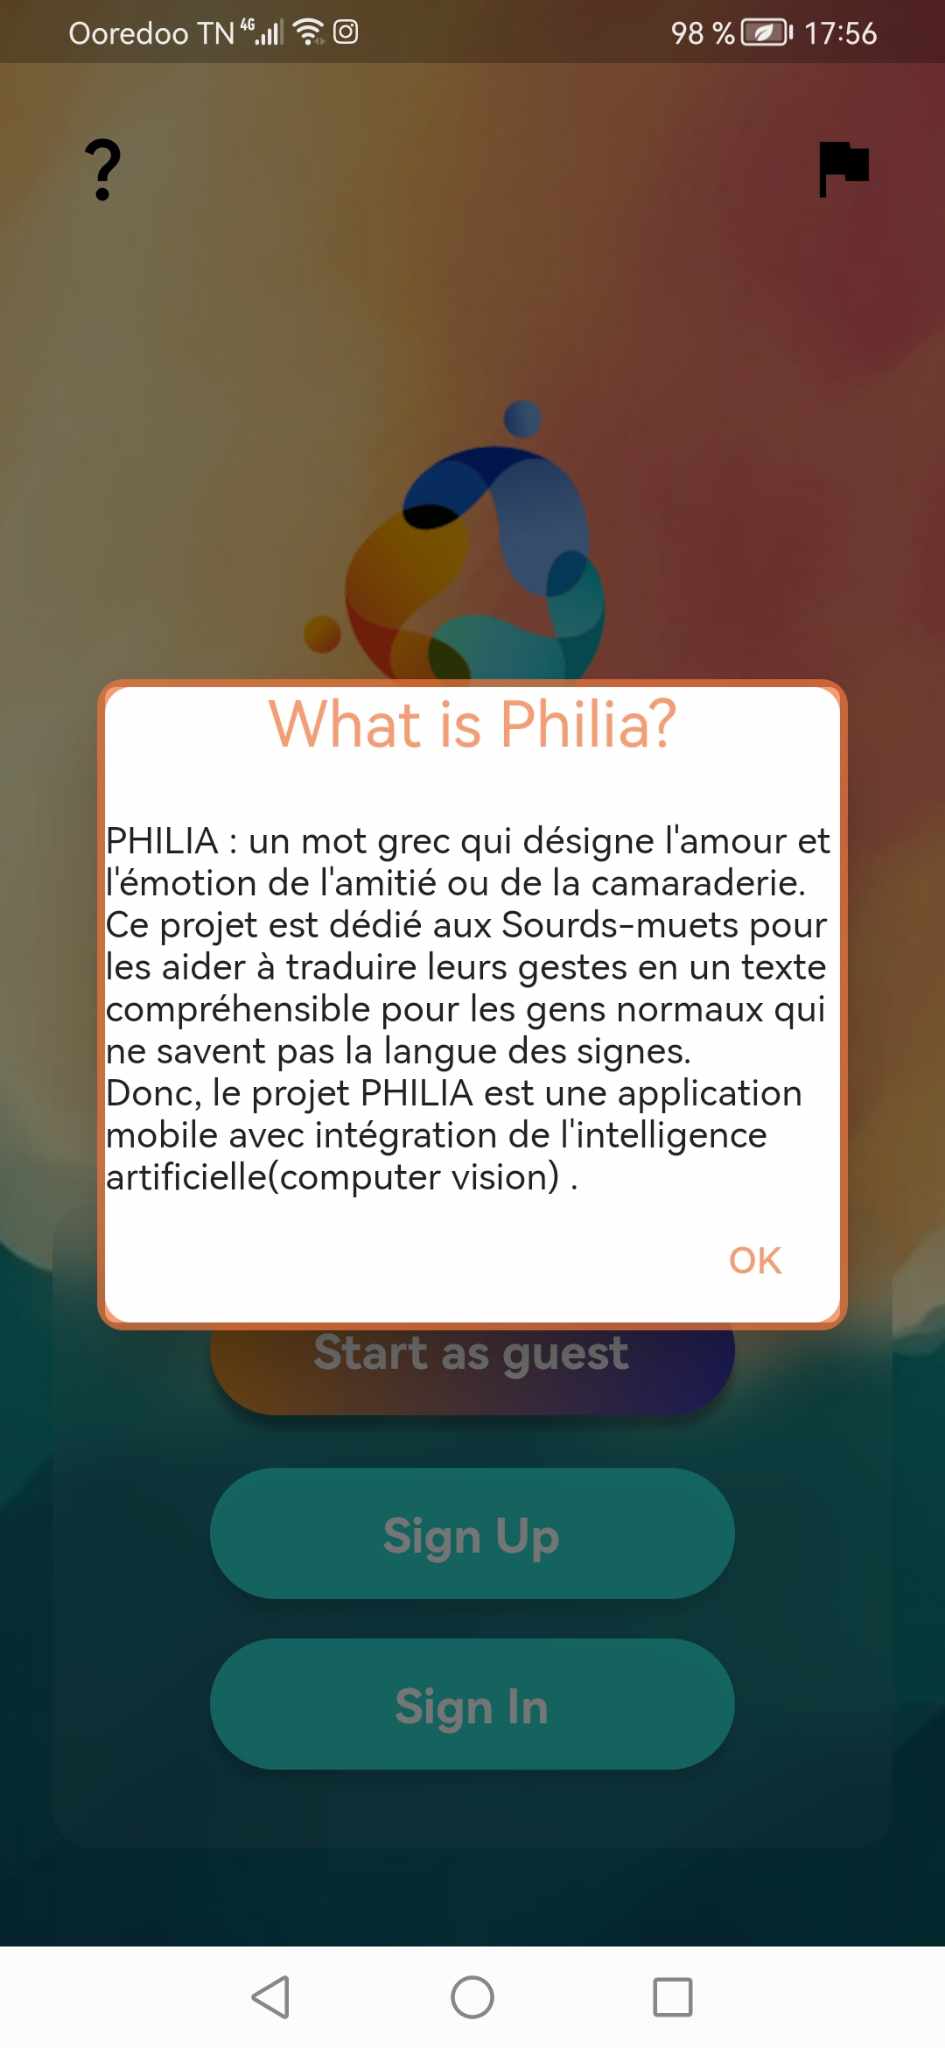 Ooredoo TN 4G 98 % 17:56
?
What is Philia?
PHILIA : un mot grec qui désigne l'amour et
l'émotion de l'amitié ou de la camaraderie.
Ce projet est dédié aux Sourds-muets pour
les aider à traduire leurs gestes en un texte
compréhensible pour les gens normaux qui
ne savent pas la langue des signes.
Donc, le projet PHILIA est une application
mobile avec intégration de l'intelligence
artificielle(computer vision) .
OK
Start as guest
Sign Up
Sign In